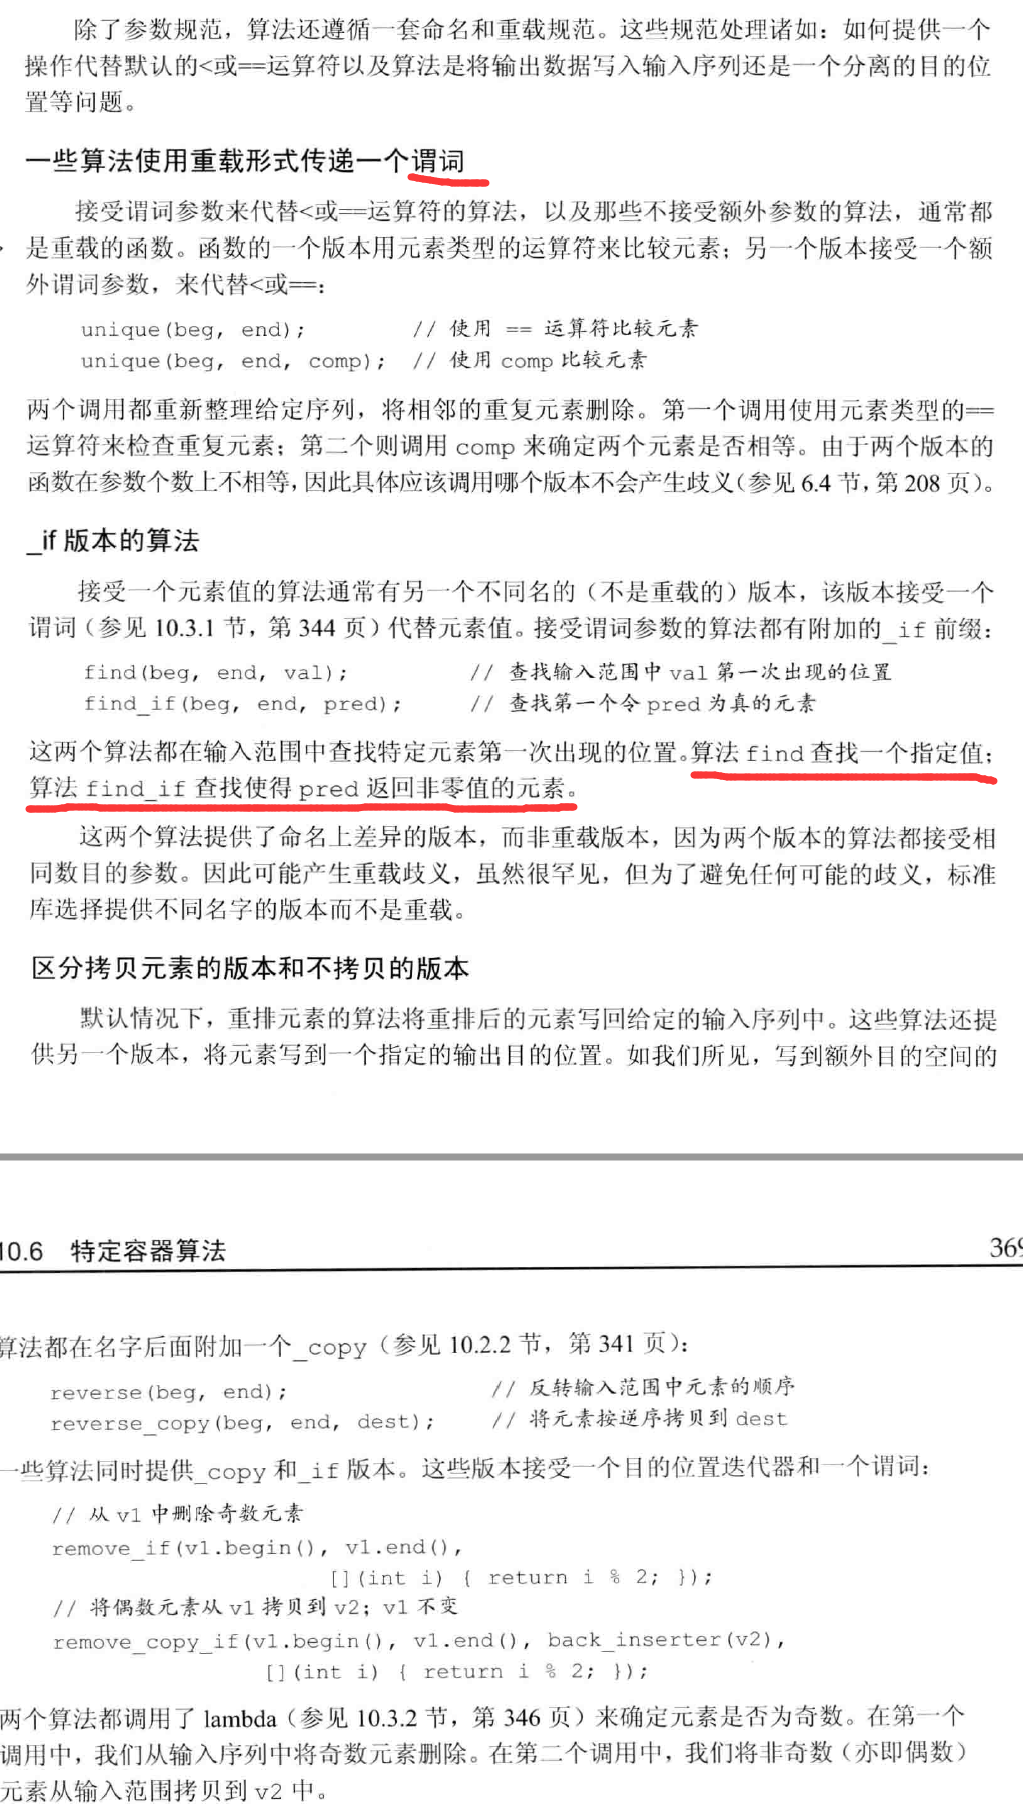 除了参数规范，算法还遵循一套命名和重载规范。这些规范处理诸如：如何提供一个
操作代替默认的<或==运算符以及算法是将输出数据写入输入序列还是一个分离的目的位
置等问题。
一些算法使用重载形式传递一个谓词
接受谓词参数来代替<或==运算符的算法，以及那些不接受额外参数的算法，通常都
是重载的函数。函数的一个版本用元素类型的运算符来比较元素；另一个版本接受一个额
外谓词参数，来代替<或==：
unique(beg, end);  // 使用 == 运算符比较元素
unique(beg, end, comp);  // 使用 comp 比较元素
两个调用都重新整理给定序列，将相邻的重复元素删除。第一个调用使用元素类型的==
运算符来检查重复元素；第二个则调用 comp 来确定两个元素是否相等。由于两个版本的
函数在参数个数上不相等，因此具体应该调用哪个版本不会产生歧义（参见 6.4 节，第 208 页）。
_if 版本的算法
接受一个元素值的算法通常有另一个不同名的（不是重载的）版本，该版本接受一个
谓词（参见 10.3.1 节，第 344 页）代替元素值。接受谓词参数的算法都有附加的_if 前缀：
find(beg, end, val);  // 查找输入范围中 val 第一次出现的位置
find_if(beg, end, pred);  // 查找第一个令 pred 为真的元素
这两个算法都在输入范围中查找特定元素第一次出现的位置。算法 find 查找一个指定值；
算法 find_if 查找使得 pred 返回非零值的元素。
这两个算法提供了命名上差异的版本，而非重载版本，因为两个版本的算法都接受相
同数目的参数。因此可能产生重载歧义，虽然很罕见，但为了避免任何可能的歧义，标准
库选择提供不同名字的版本而不是重载。
区分拷贝元素的版本和不拷贝的版本
默认情况下，重排元素的算法将重排后的元素写回给定的输入序列中。这些算法还提
供另一个版本，将元素写到一个指定的输出目的位置。如我们所见，写到额外目的空间的
10.6 特定容器算法 369
算法都在名字后面附加一个_copy（参见 10.2.2 节，第 341 页）：
reverse(beg, end);  // 反转输入范围中元素的顺序
reverse_copy(beg, end, dest);  // 将元素按逆序拷贝到 dest
一些算法同时提供_copy 和_if 版本。这些版本接受一个目的位置迭代器和一个谓词：
// 从 v1 中删除奇数元素
remove_if(v1.begin(), v1.end(),
[](int i) { return i % 2; });
// 将偶数元素从 v1 拷贝到 v2；v1 不变
remove_copy_if(v1.begin(), v1.end(), back_inserter(v2),
[](int i) { return i % 2; });
两个算法都调用了 lambda（参见 10.3.2 节，第 346 页）来确定元素是否为奇数。在第一个
调用中，我们从输入序列中将奇数元素删除。在第二个调用中，我们将非奇数（亦即偶数）
元素从输入范围拷贝到 v2 中。